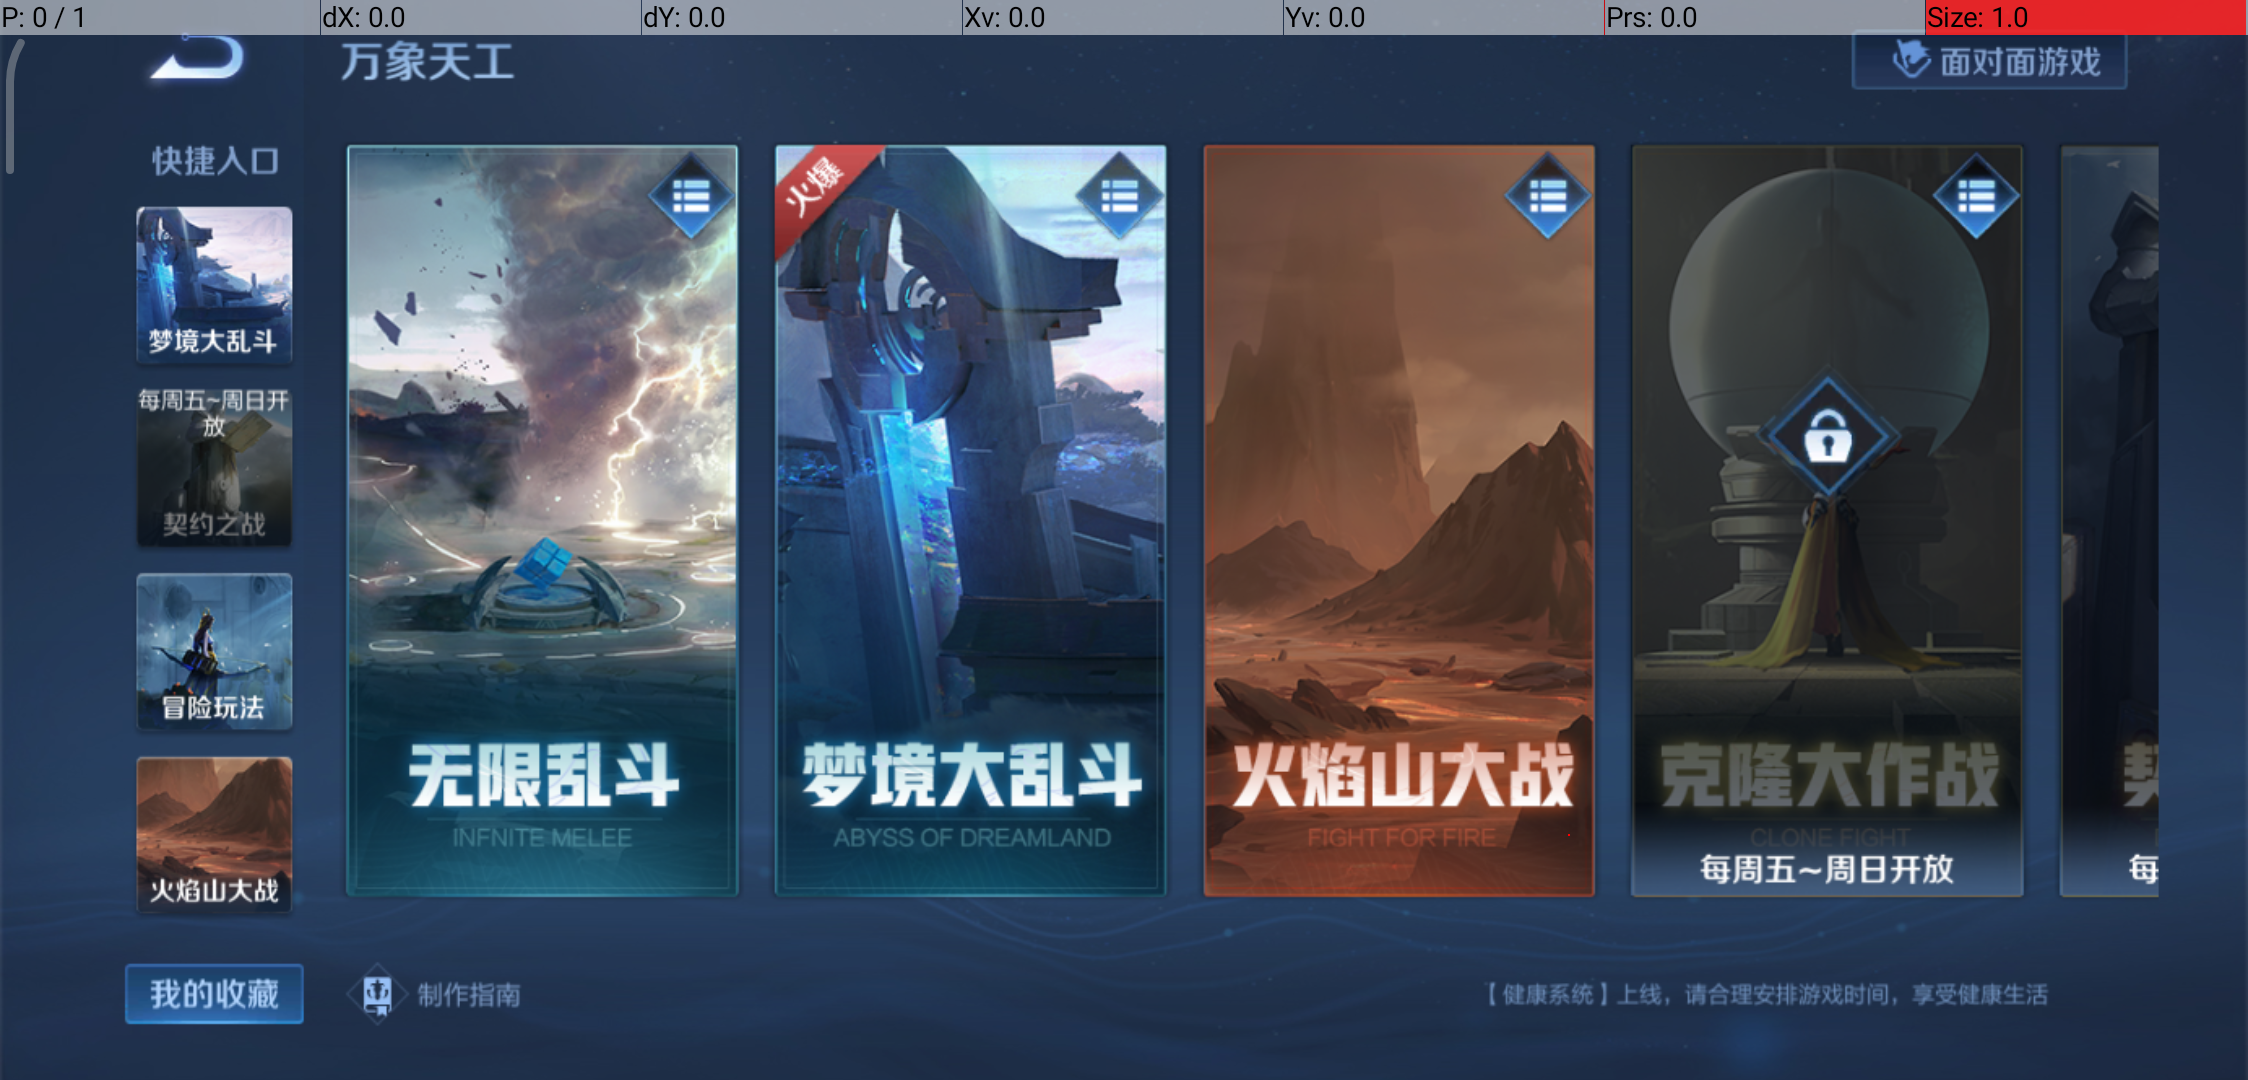 P: 0 / 1
dX: 0.0
dY: 0.0
Xv: 0.0
Yv: 0.0
Prs: 0.0
Size: 1.0
万象天工
面对面游戏
快捷入口
梦境大乱斗
每周五~周日开
放
契约之战
冒险玩法
火焰山大战
无限乱斗
INFNITE MELEE
火爆
梦境大乱斗
ABYSS OF DREAMLAND
火焰山大战
FIGHT FOR FIRE
克隆大作战
CLONE FIGHT
每周五~周日开放
契
每
我的收藏
制作指南
【健康系统】上线，请合理安排游戏时间，享受健康生活